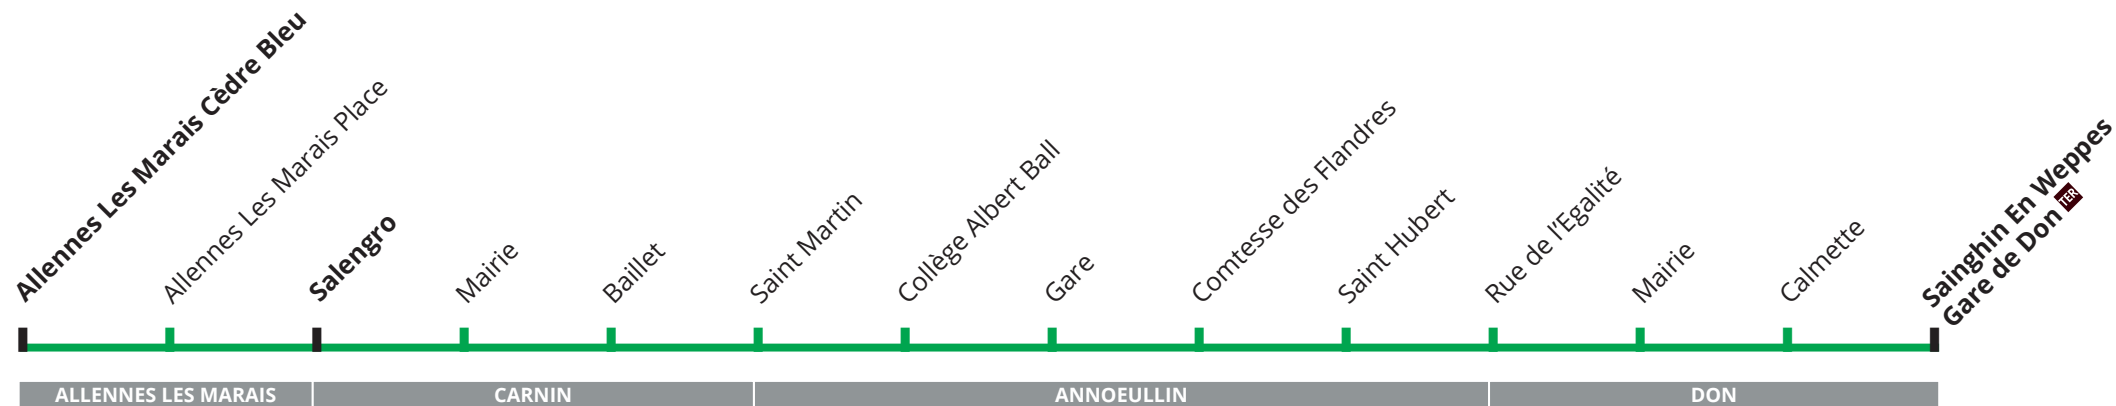 Allennes Les Marais Cèdre Bleu
Allennes Les Marais Place
Salengro
Mairie
Baillet
Saint Martin
Collège Albert Ball
Gare
Comtesse des Flandres
Saint Hubert
Rue de l'Egalité
Mairie
Calmette
Sainghin En Weppes
Gare de Don TER
ALLENNES LES MARAIS
CARNIN
ANNOEULLIN
DON